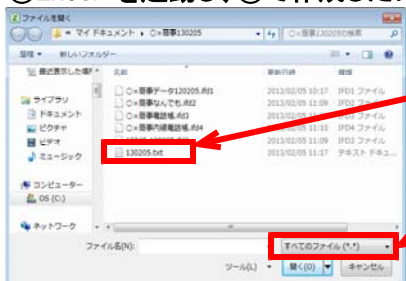 ファイルを開く
マイドキュメント ▸ ○×商事130205
○×商事130205の検索
整理 ▼ 新しいフォルダー
最近表示した場所
名前
更新日時
種類
ライブラリ
ドキュメント
ピクチャ
ビデオ
ミュージック
コンピューター
OS (C:)
ネットワーク
○×商事データ120205.ifd1 2013/02/05 10:17 IFD1 ファイル
○×商事なんでも.ifd2 2013/02/05 11:09 IFD2 ファイル
○×商事電話帳.ifd3 2013/02/05 11:10 IFD3 ファイル
○×商事内線電話帳.ifd4 2013/02/05 11:10 IFD4 ファイル
130205.txt 2013/02/05 11:17 テキスト ドキュ...
ファイル名(N):
すべてのファイル (*.*)
ツール(L) ▼ 開く(O) キャンセル